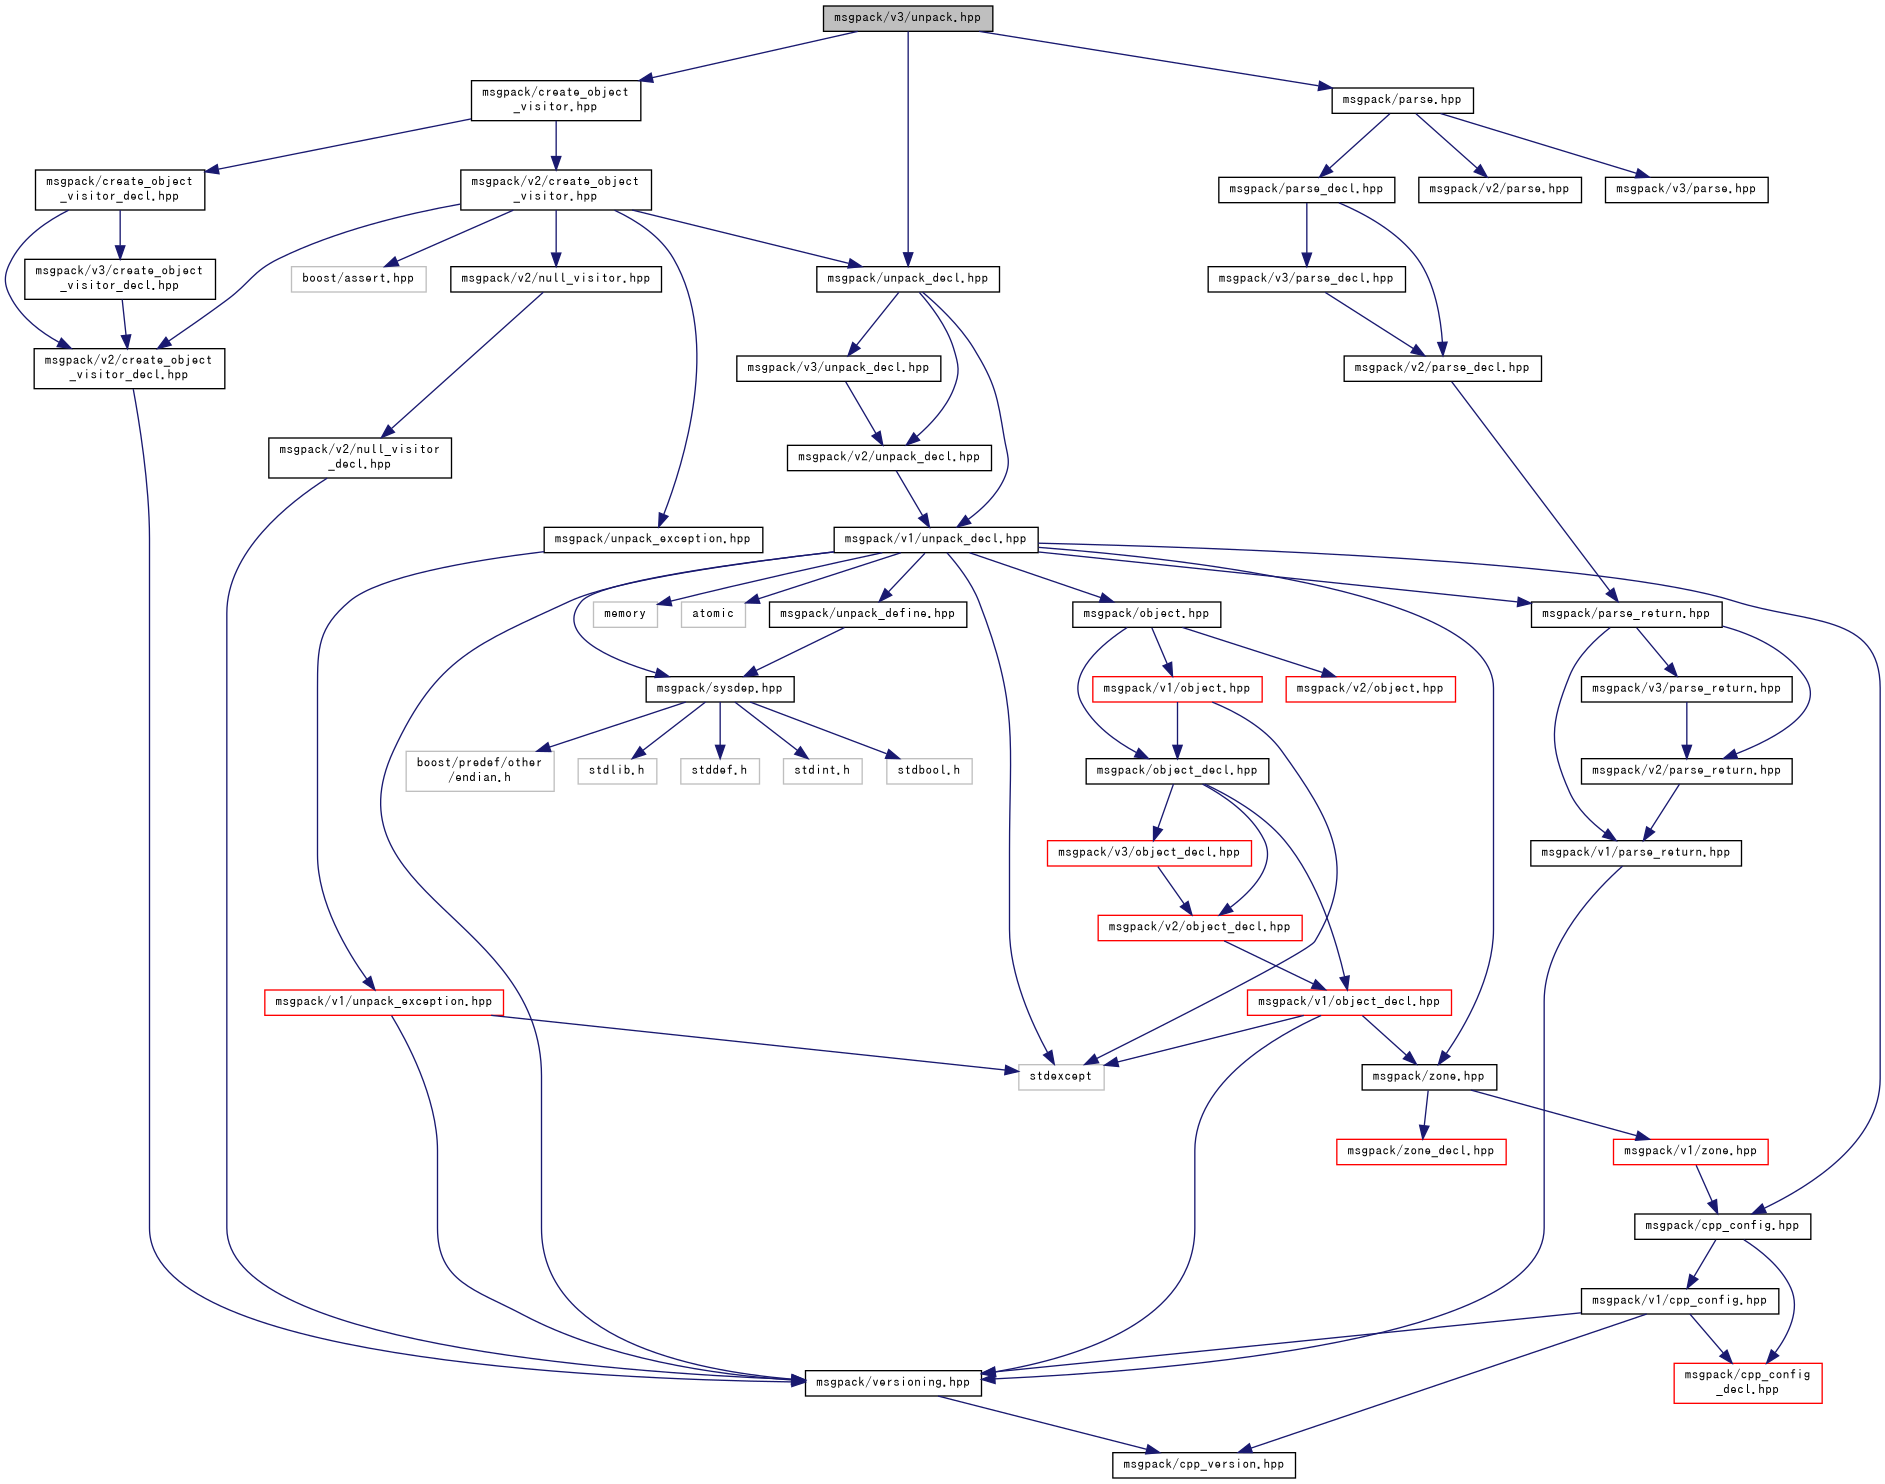 msgpack/v3/unpack.hpp
msgpack/create_object
_visitor.hpp
msgpack/parse.hpp
msgpack/create_object
_visitor_decl.hpp
msgpack/v2/create_object
_visitor.hpp
msgpack/parse_decl.hpp
msgpack/v2/parse.hpp
msgpack/v3/parse.hpp
msgpack/v3/create_object
_visitor_decl.hpp
boost/assert.hpp
msgpack/v2/null_visitor.hpp
msgpack/unpack_decl.hpp
msgpack/v3/parse_decl.hpp
msgpack/v2/create_object
_visitor_decl.hpp
msgpack/v3/unpack_decl.hpp
msgpack/v2/parse_decl.hpp
msgpack/v2/null_visitor
_decl.hpp
msgpack/v2/unpack_decl.hpp
msgpack/unpack_exception.hpp
msgpack/v1/unpack_decl.hpp
memory
atomic
msgpack/unpack_define.hpp
msgpack/object.hpp
msgpack/parse_return.hpp
msgpack/sysdep.hpp
msgpack/v1/object.hpp
msgpack/v2/object.hpp
msgpack/v3/parse_return.hpp
boost/predef/other
/endian.h
stdlib.h
stddef.h
stdint.h
stdbool.h
msgpack/object_decl.hpp
msgpack/v2/parse_return.hpp
msgpack/v3/object_decl.hpp
msgpack/v1/parse_return.hpp
msgpack/v2/object_decl.hpp
msgpack/v1/unpack_exception.hpp
msgpack/v1/object_decl.hpp
stdexcept
msgpack/zone.hpp
msgpack/zone_decl.hpp
msgpack/v1/zone.hpp
msgpack/cpp_config.hpp
msgpack/v1/cpp_config.hpp
msgpack/versioning.hpp
msgpack/cpp_config
_decl.hpp
msgpack/cpp_version.hpp